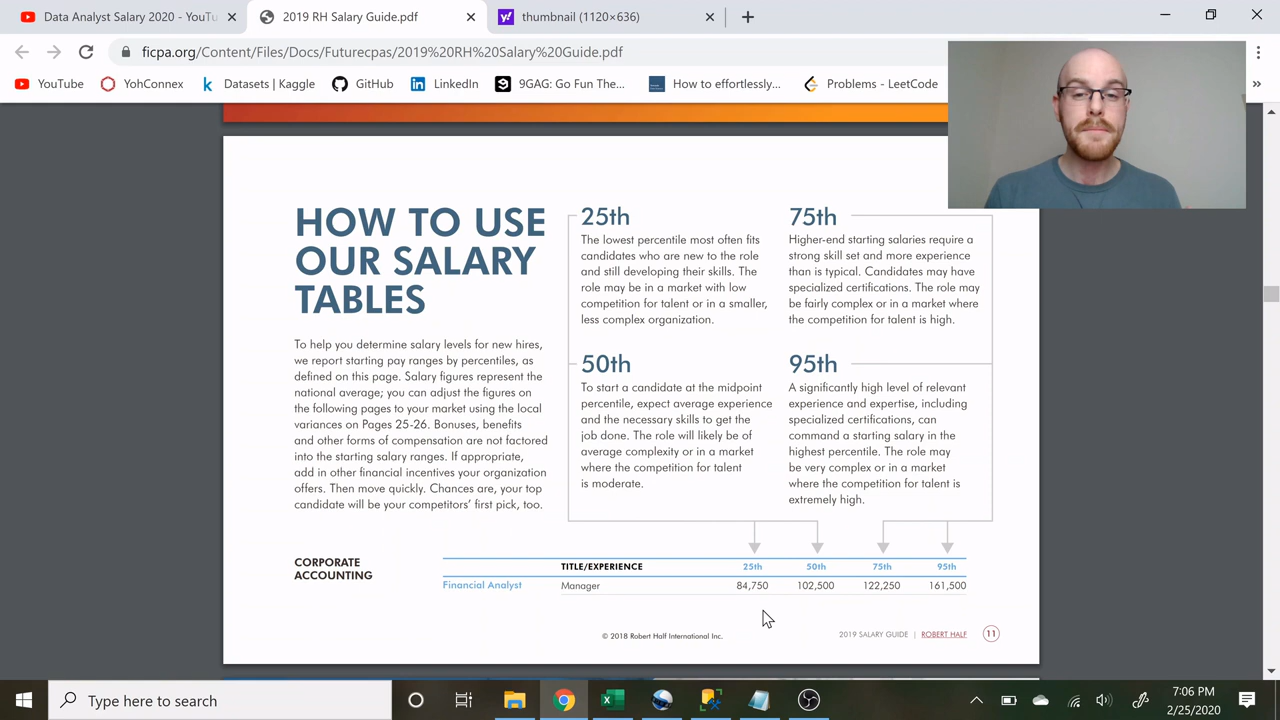 Data Analyst Salary 2020 - YouTu
2019 RH Salary Guide.pdf
thumbnail (1120×636)
ficpa.org/Content/Files/Docs/Futurecpas/2019%20RH%20Salary%20Guide.pdf
YouTube
YohConnex
Datasets | Kaggle
GitHub
LinkedIn
9GAG: Go Fun The...
How to effortlessly...
Problems - LeetCode
HOW TO USE
OUR SALARY
TABLES
To help you determine salary levels for new hires,
we report starting pay ranges by percentiles, as
defined on this page. Salary figures represent the
national average; you can adjust the figures on
the following pages to your market using the local
variances on Pages 25-26. Bonuses, benefits
and other forms of compensation are not factored
into the starting salary ranges. If appropriate,
add in other financial incentives your organization
offers. Then move quickly. Chances are, your top
candidate will be your competitors' first pick, too.
25th
The lowest percentile most often fits
candidates who are new to the role
and still developing their skills. The
role may be in a market with low
competition for talent or in a smaller,
less complex organization.
50th
To start a candidate at the midpoint
percentile, expect average experience
and the necessary skills to get the
job done. The role will likely be of
average complexity or in a market
where the competition for talent
is moderate.
75th
Higher-end starting salaries require a
strong skill set and more experience
than is typical. Candidates may have
specialized certifications. The role may
be fairly complex or in a market where
the competition for talent is high.
95th
A significantly high level of relevant
experience and expertise, including
specialized certifications, can
command a starting salary in the
highest percentile. The role may
be very complex or in a market
where the competition for talent is
extremely high.
CORPORATE
ACCOUNTING
TITLE/EXPERIENCE 25th 50th 75th 95th
Financial Analyst Manager 84,750 102,500 122,250 161,500
© 2018 Robert Half International Inc.
2019 SALARY GUIDE | ROBERT HALF 11
Type here to search
7:06 PM
2/25/2020